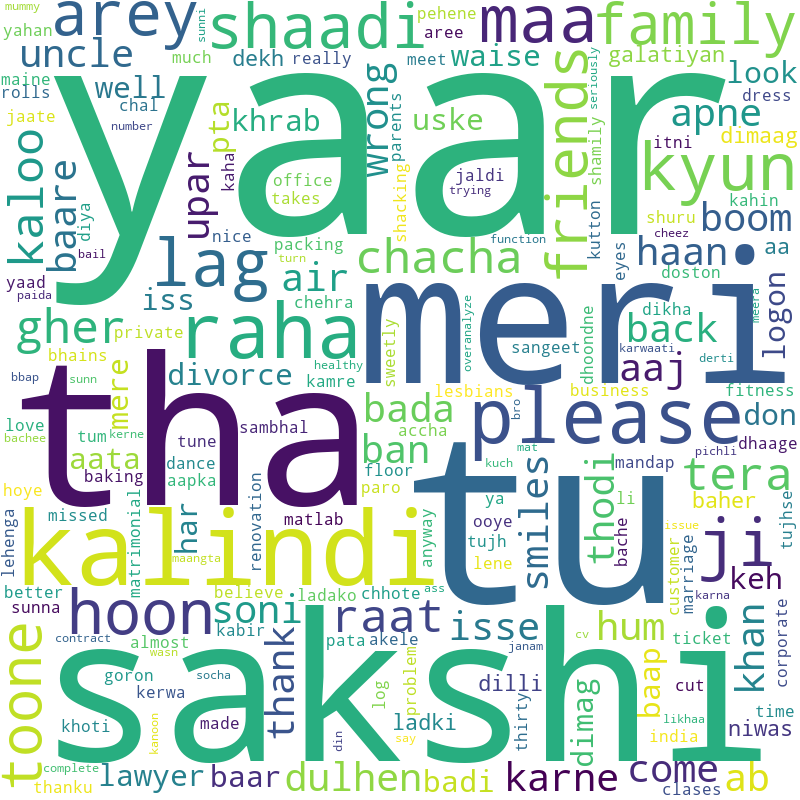 mummy
yahan
arey
sunni
shaadi
pehene
aree
maa
family
uncle
much
dekh
really
meet
waise
galatiyan
look
maine
rolls
well
chal
dress
jaate
number
yaar
pta
khrab
wrong
parents
uske
friends
seriously
shamily
apne
dimaag
itni
kaloo
baare
diya
upar
kaha
office
takes
jaldi
trying
kyun
kahin
shuru
boom
cheez
yaad
paida
bail
lag
nice
packing
turn
function
chacha
shacking
kutton
eyes
haan
aa
doston
logon
iss
air
chehra
meri
meera
gher
private
raha
healthy
sweetly
overanalyze
sangeet
dhoondne
dikha
back
karwaati
derti
bbap
sunn
bhains
mere
divorce
kamre
lesbians
business
aaj
fitness
tha
love
bachee
tum
kerne
tune
sambhal
bada
accha
bro
please
don
aata
dance
floor
ban
mat
pichli
dhaage
baking
aapka
paro
kuch
mandap
tera
hoye
missed
lehenga
matrimonial
har
renovation
matlab
anyway
ya
li
thodi
baher
tujhse
kalindi
maangta
ooye
tujh
bache
lene
tu
smiles
customer
issue
marriage
ji
keh
better
sunna
hoon
believe
soni
ladako
chhote
ass
karna
contract
wasn
almost
kabir
raat
pata
akele
isse
cv
janam
hum
ticket
khan
corporate
toone
goron
kerwa
thank
socha
sakshi
log
problem
dilli
thirty
dimag
baap
cut
likhaa
india
niwas
time
khoti
kanoon
made
din
say
ladki
complete
thanku
lawyer
baar
dulhen
badi
karne
come
clases
ab